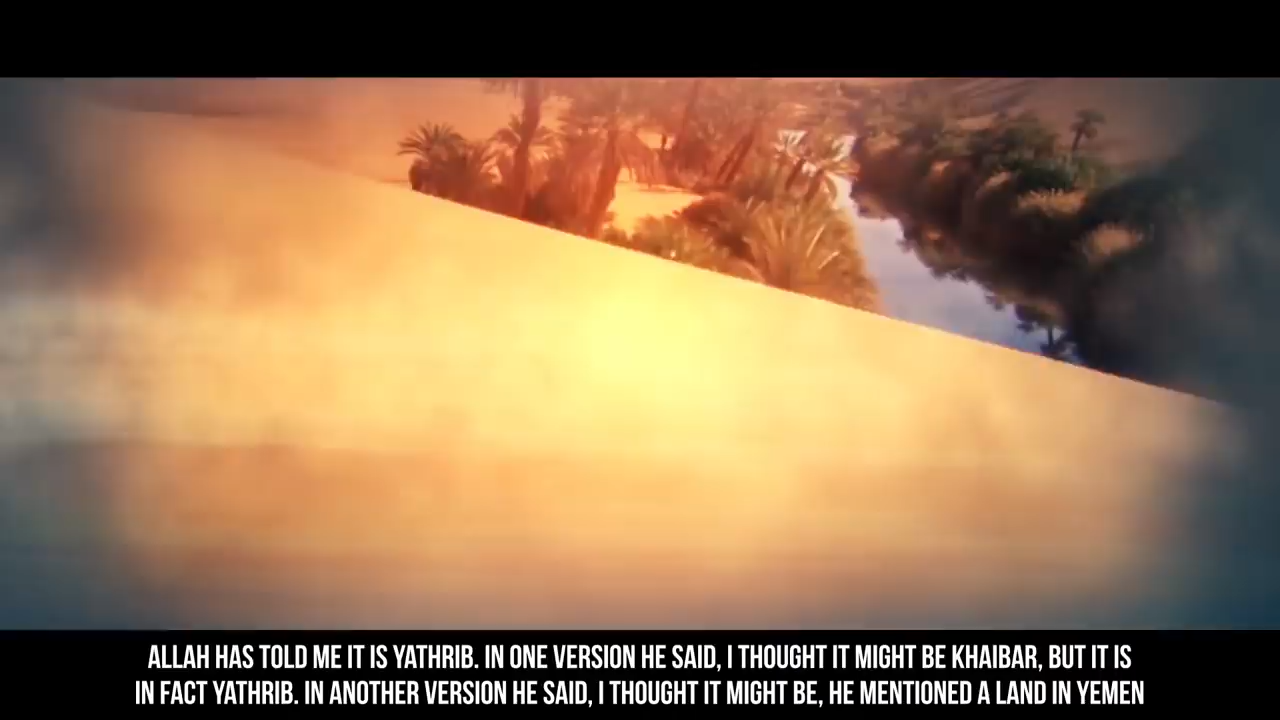 ALLAH HAS TOLD ME IT IS YATHRIB. IN ONE VERSION HE SAID, I THOUGHT IT MIGHT BE KHAIBAR, BUT IT IS
IN FACT YATHRIB. IN ANOTHER VERSION HE SAID, I THOUGHT IT MIGHT BE, HE MENTIONED A LAND IN YEMEN